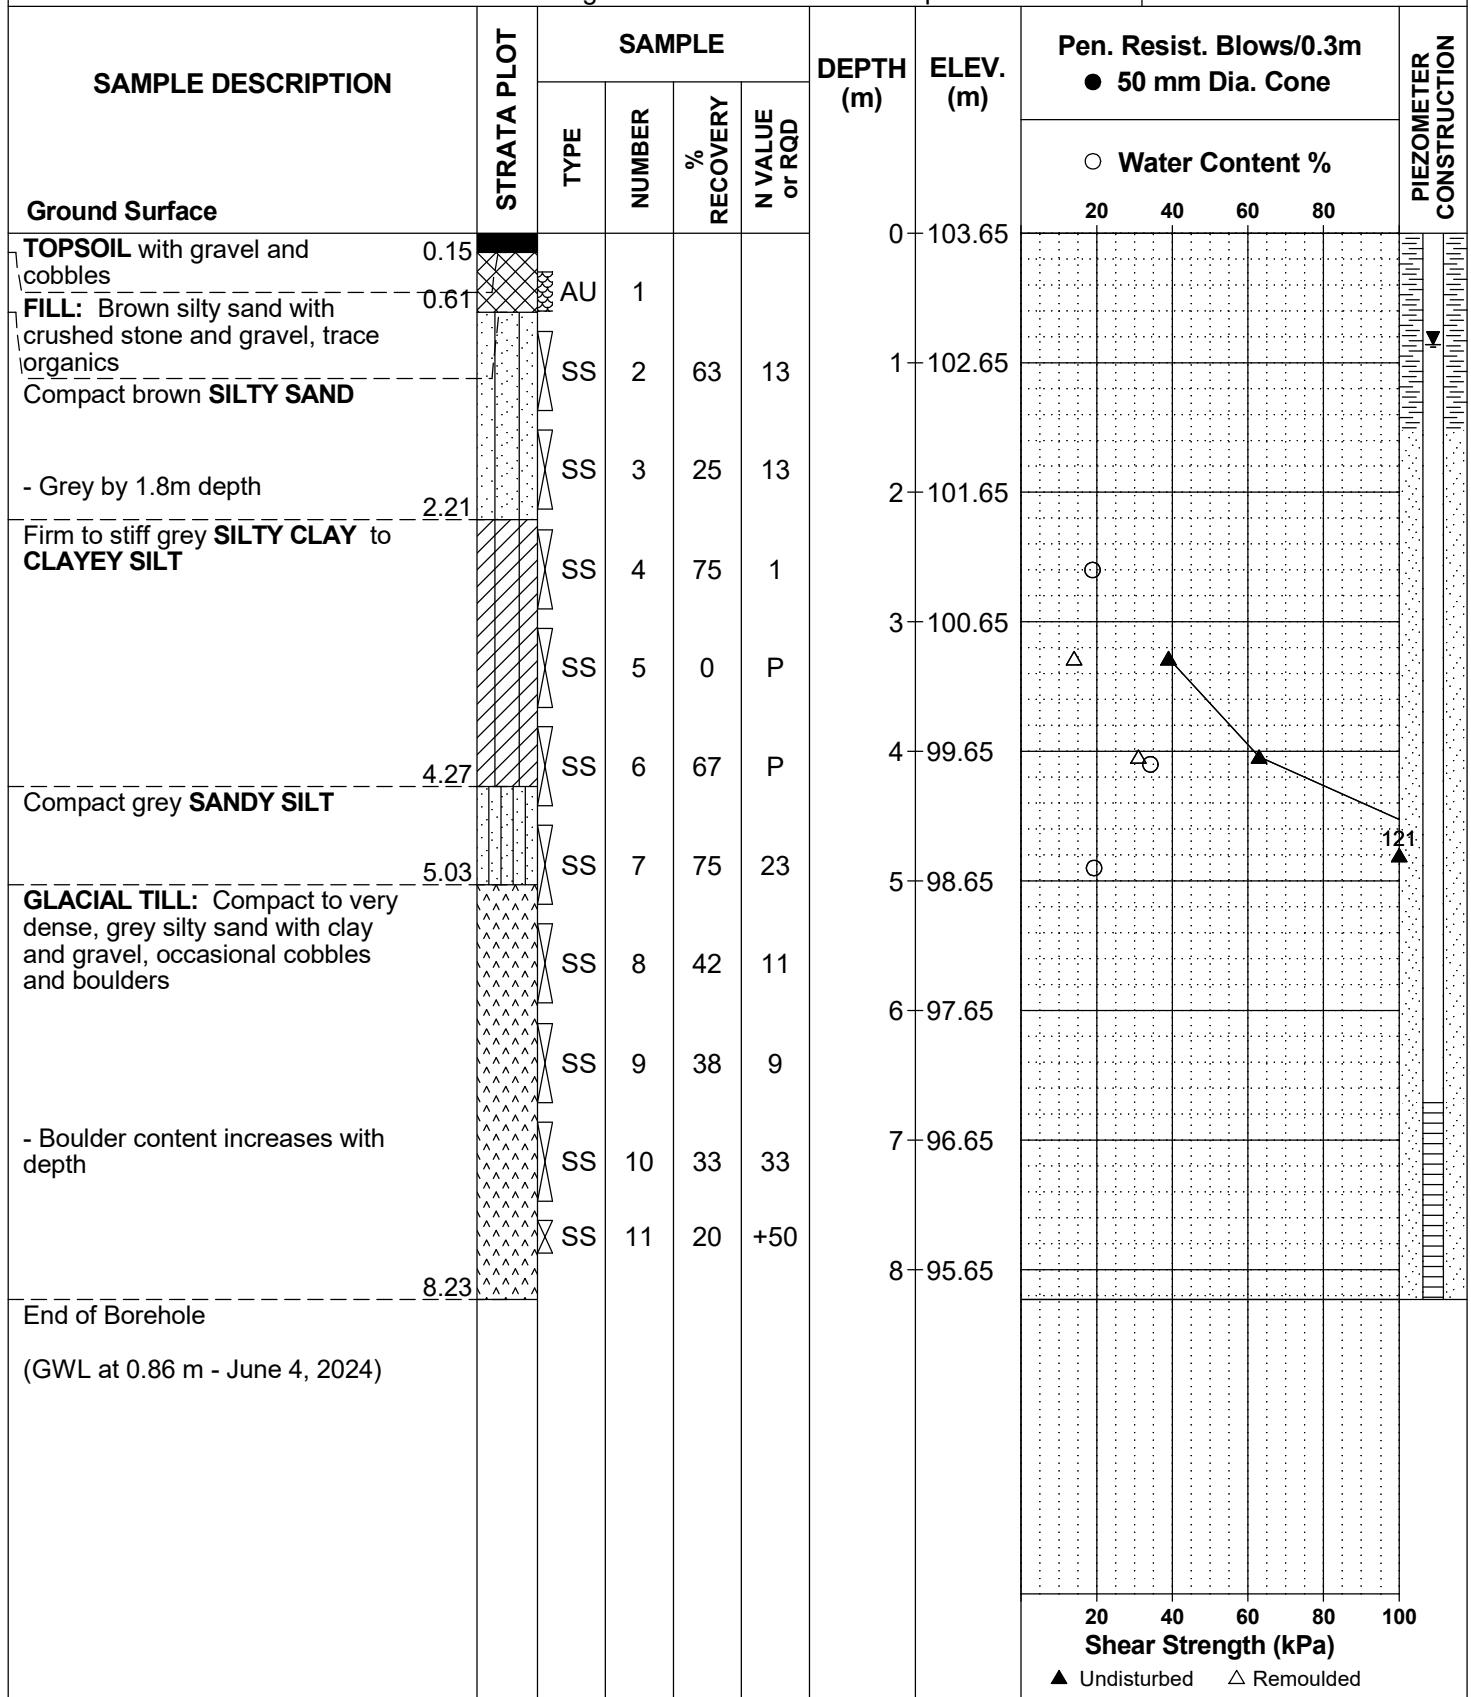 SAMPLE DESCRIPTION
STRATA PLOT
SAMPLE
TYPE
NUMBER
%
RECOVERY
N VALUE
or RQD
DEPTH
(m)
ELEV.
(m)
Pen. Resist. Blows/0.3m
● 50 mm Dia. Cone
○ Water Content %
20 40 60 80
PIEZOMETER
CONSTRUCTION
Ground Surface
0 103.65
TOPSOIL with gravel and 0.15
cobbles
0.61
AU 1
FILL: Brown silty sand with
crushed stone and gravel, trace
organics
SS 2 63 13
1 102.65
Compact brown SILTY SAND
SS 3 25 13
- Grey by 1.8m depth
2 101.65
2.21
Firm to stiff grey SILTY CLAY to
CLAYEY SILT
SS 4 75 1
3 100.65
SS 5 0 P
4 99.65
SS 6 67 P
4.27
Compact grey SANDY SILT
121
SS 7 75 23
5.03
5 98.65
GLACIAL TILL: Compact to very
dense, grey silty sand with clay
and gravel, occasional cobbles
and boulders
SS 8 42 11
6 97.65
SS 9 38 9
- Boulder content increases with
depth
7 96.65
SS 10 33 33
SS 11 20 +50
8 95.65
8.23
End of Borehole
(GWL at 0.86 m - June 4, 2024)
20 40 60 80 100
Shear Strength (kPa)
▲ Undisturbed △ Remoulded